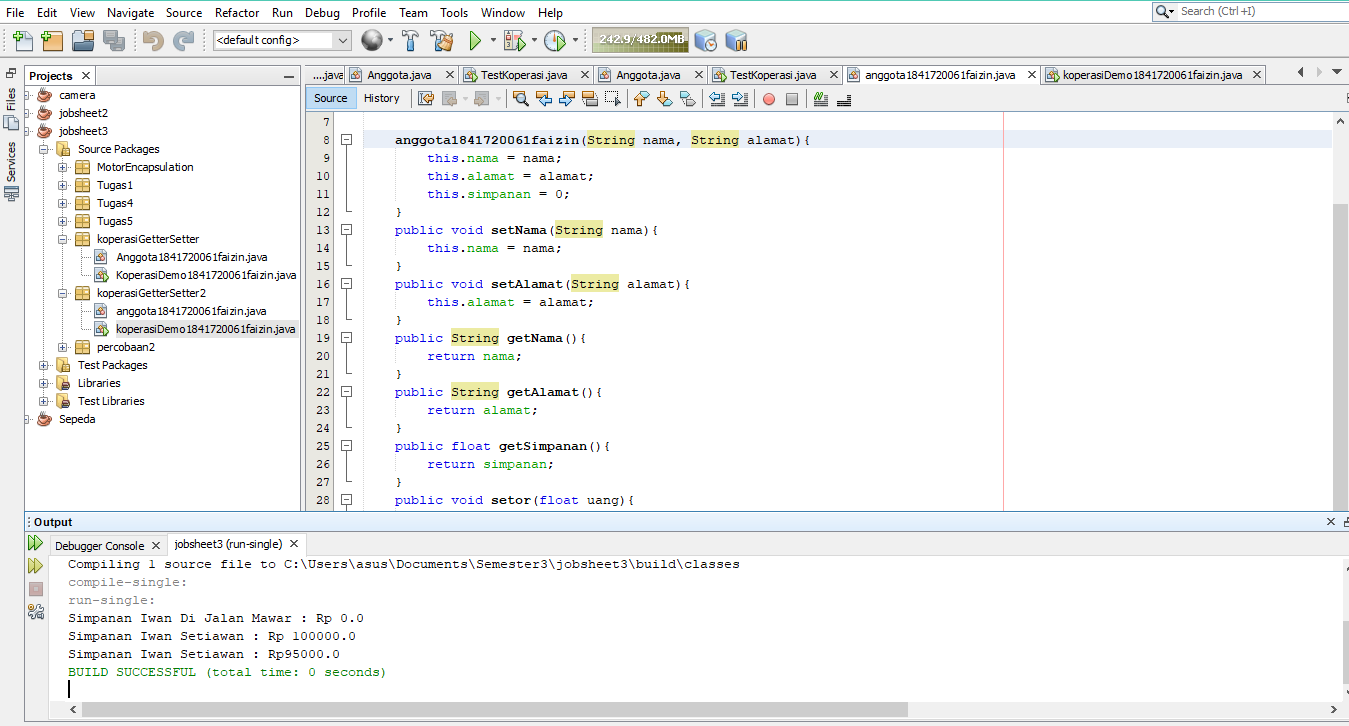 File Edit View Navigate Source Refactor Run Debug Profile Team Tools Window Help
Search (Ctrl+I)
<default config>
242.9/482.0MB
Projects
....java Anggota.java TestKoperasi.java Anggota.java TestKoperasi.java anggota1841720061faizin.java koperasiDemo1841720061faizin.java
Files
Services
camera
jobsheet2
jobsheet3
Source Packages
MotorEncapsulation
Tugas1
Tugas4
Tugas5
koperasiGetterSetter
Anggota1841720061faizin.java
KoperasiDemo1841720061faizin.java
koperasiGetterSetter2
anggota1841720061faizin.java
koperasiDemo1841720061faizin.java
percobaan2
Test Packages
Libraries
Test Libraries
Sepeda
Source History
7
8 anggota1841720061faizin(String nama, String alamat){
9 this.nama = nama;
10 this.alamat = alamat;
11 this.simpanan = 0;
12 }
13 public void setNama(String nama){
14 this.nama = nama;
15 }
16 public void setAlamat(String alamat){
17 this.alamat = alamat;
18 }
19 public String getNama(){
20 return nama;
21 }
22 public String getAlamat(){
23 return alamat;
24 }
25 public float getSimpanan(){
26 return simpanan;
27 }
28 public void setor(float uang){
Output
Debugger Console jobsheet3 (run-single)
Compiling 1 source file to C:\Users\asus\Documents\Semester3\jobsheet3\build\classes
compile-single:
run-single:
Simpanan Iwan Di Jalan Mawar : Rp 0.0
Simpanan Iwan Setiawan : Rp 100000.0
Simpanan Iwan Setiawan : Rp95000.0
BUILD SUCCESSFUL (total time: 0 seconds)